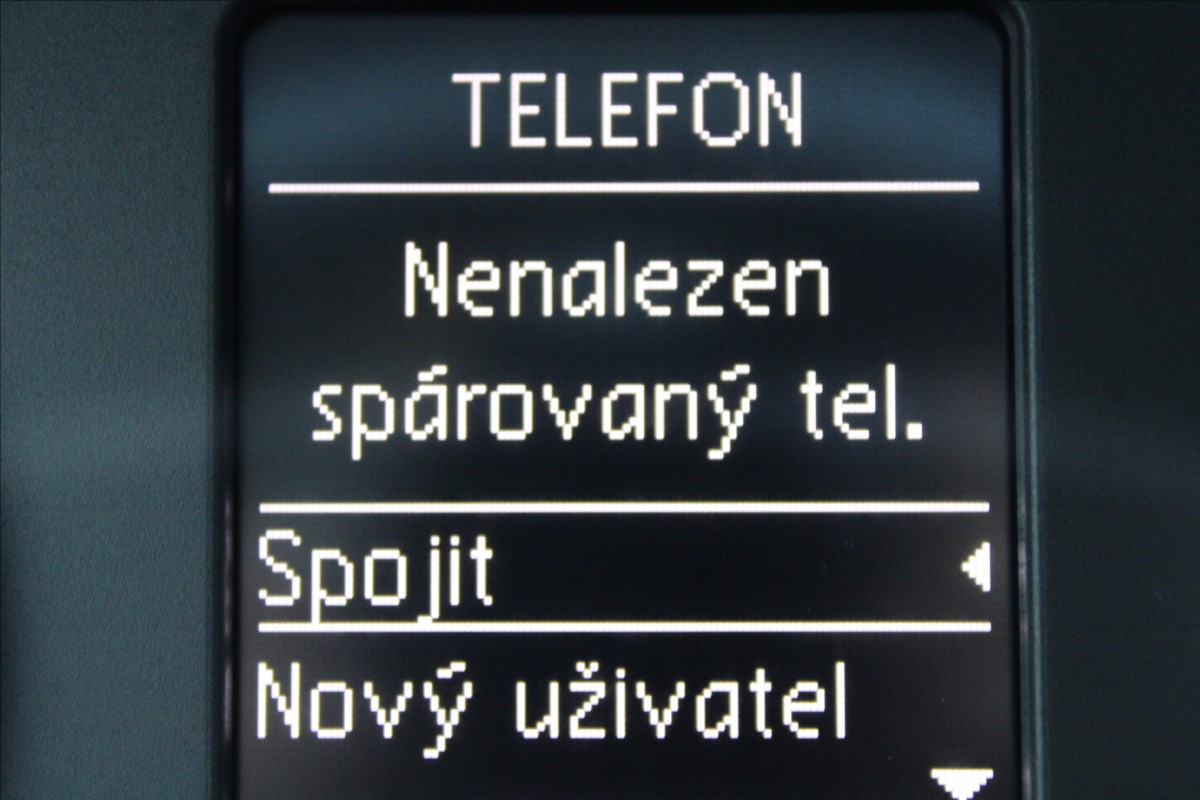 TELEFON
Nenalezen
spárovaný tel.
Spojit
Nový uživatel